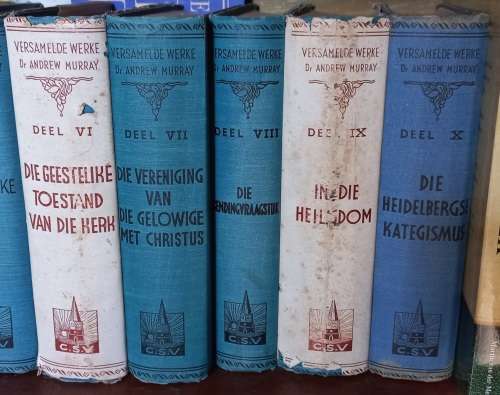 KE
VERSAMELDE WERKE
Dr ANDREW MURRAY.
DEEL VI
DIE GEESTELIKE
TOESTAND
VAN DIE KERK
C.S.V
VERSAMELDE WERKE
Dr ANDREW MURRAY.
DEEL VII
DIE VERENIGING
VAN
DIE GELOWIGE
MET CHRISTUS
C.S.V
VERSAMELDE WERKE
Dr ANDREW MURRAY.
DEEL VIII
DIE
SENDINGVRAAGSTUK
C.S.V.
VERSAMELDE WERKE
Dr ANDREW MURRAY.
DEEL IX
IN DIE
HEILIGDOM
C.S.V
VERSAMELDE WERKE
Dr ANDREW MURRAY.
DEEL X
DIE
HEIDELBERGSE
KATEGISMUS
C.S.V